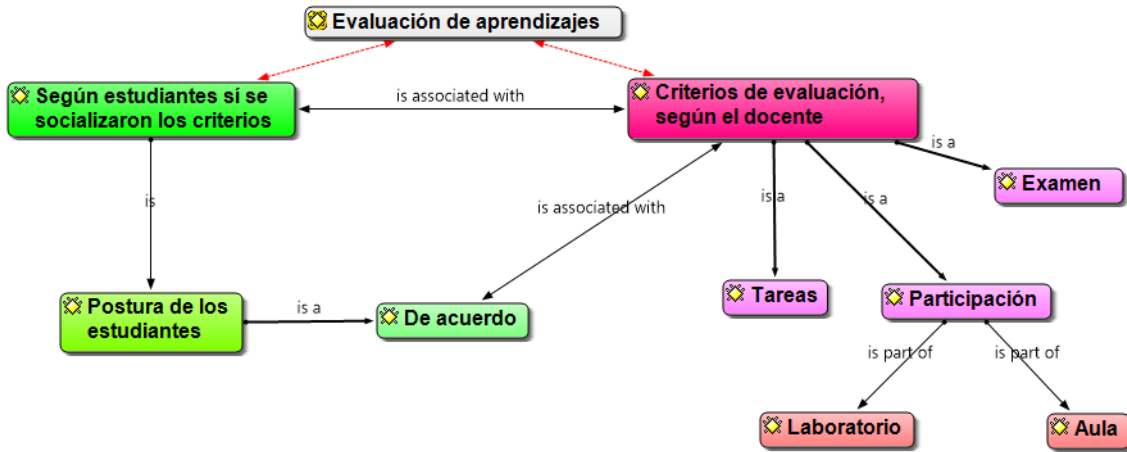 Evaluación de aprendizajes
Según estudiantes sí se
socializaron los criterios
is associated with
Criterios de evaluación,
según el docente
is a
Examen
is
is associated with
is a
is a
Postura de los
estudiantes
is a
De acuerdo
Tareas
Participación
is part of
is part of
Laboratorio
Aula